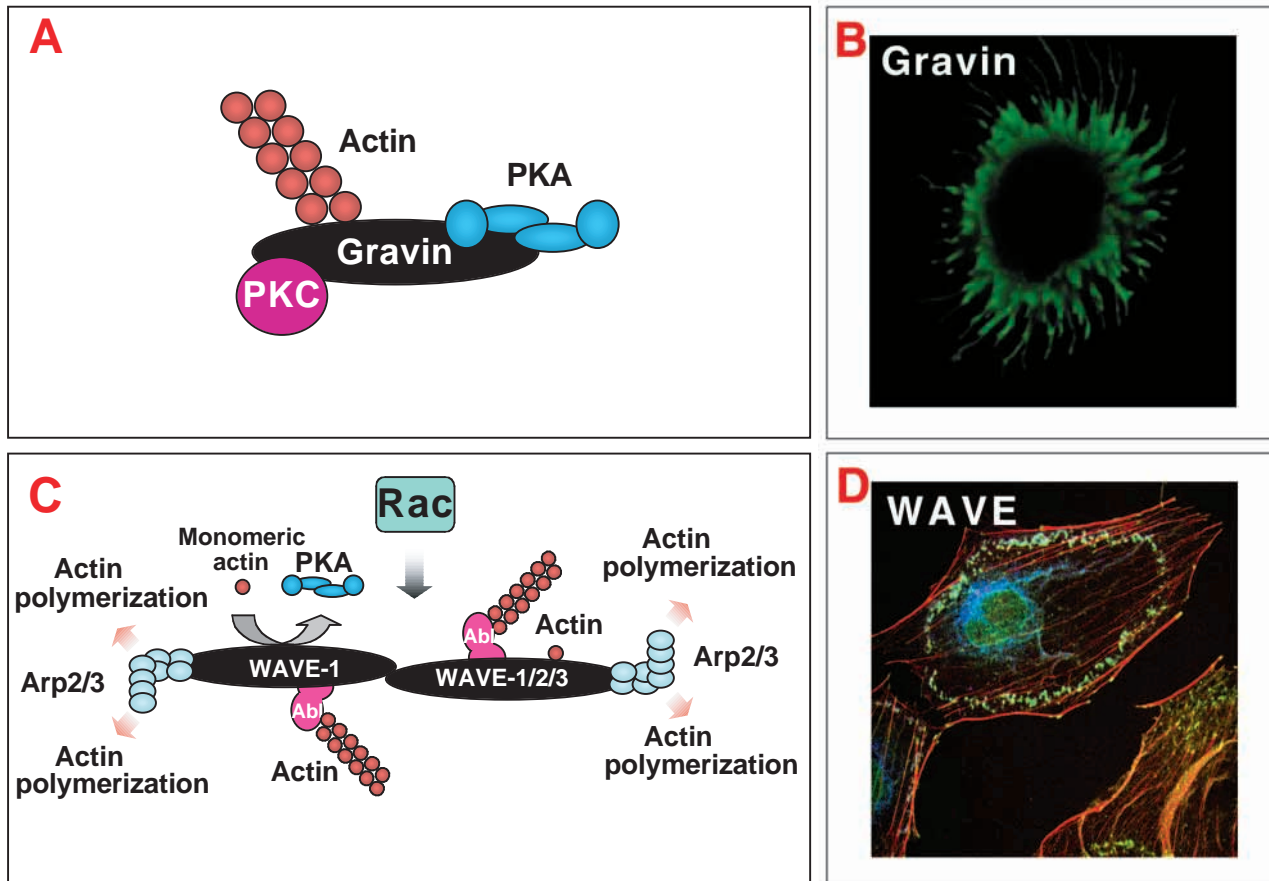 A
Actin
PKA
Gravin
PKC
B
Gravin
C
Rac
Monomeric
actin
PKA
Actin
polymerization
Actin
polymerization
Abl
Actin
WAVE-1
WAVE-1/2/3
Arp2/3
Arp2/3
Abl
Actin
polymerization
Actin
Actin
polymerization
D
WAVE